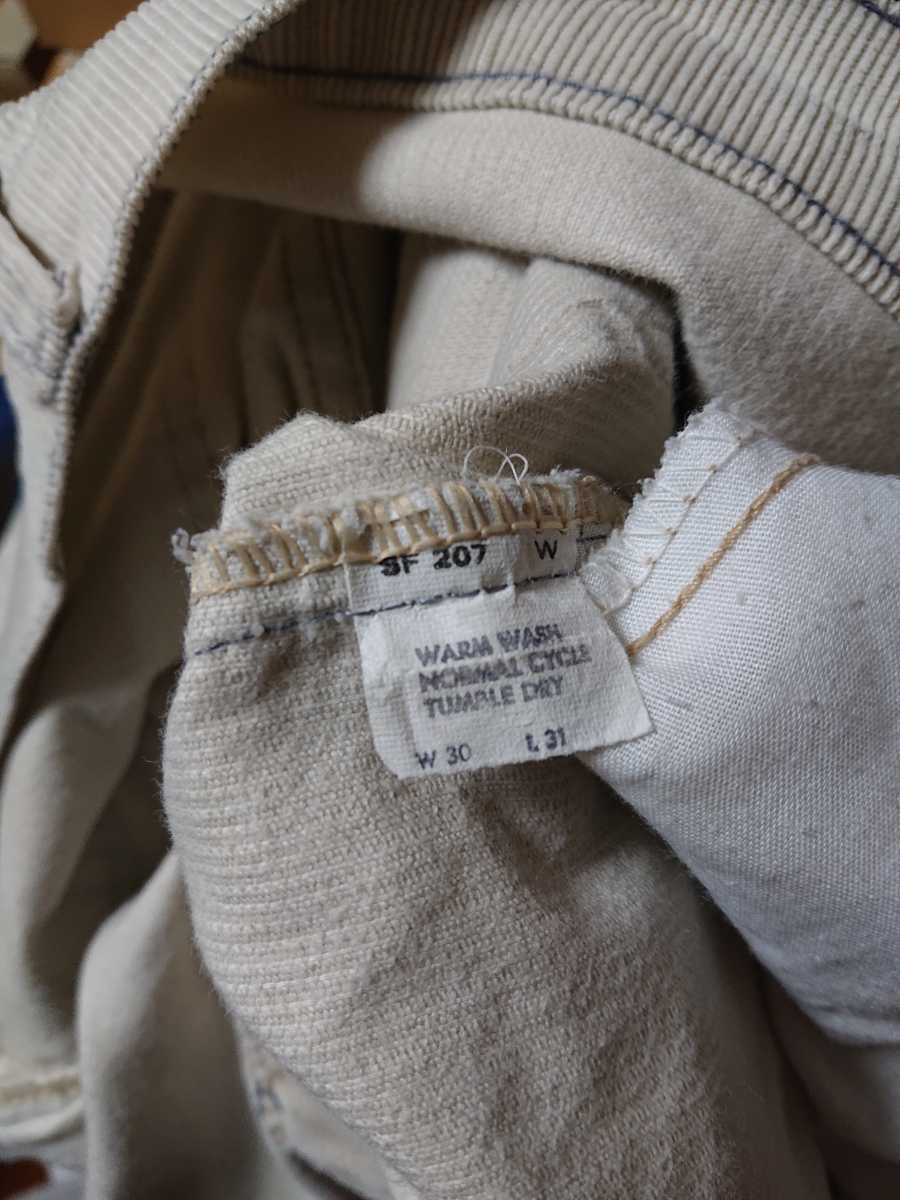 SF 207 W
WARM WASH
NORMAL CYCLE
TUMBLE DRY
W 30 L 31